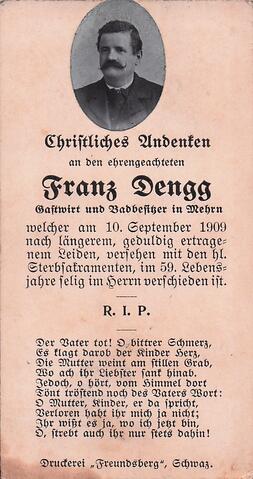 Christliches Andenken
an den ehrengeachteten
Franz Dengg
Gastwirt und Badbesitzer in Mehrn
welcher am 10. September 1909
nach längerem, geduldig ertrage-
nem Leiden, versehen mit den hl.
Sterbsakramenten, im 59. Lebens-
jahre selig im Herrn verschieden ist.
R. I. P.
Der Vater tot! O bittrer Schmerz,
Es klagt darob der Kinder Herz,
Die Mutter weint am stillen Grab,
Wo ach ihr Liebster sank hinab.
Jedoch, o hört, vom Himmel dort
Tönt tröstend noch des Vaters Wort:
O Mutter, Kinder, er da spricht,
Verloren habt ihr mich ja nicht;
Ihr wißt es ja, wo ich jetzt bin,
O, strebt auch ihr nur stets dahin!
Druckerei „Freundsberg", Schwaz.